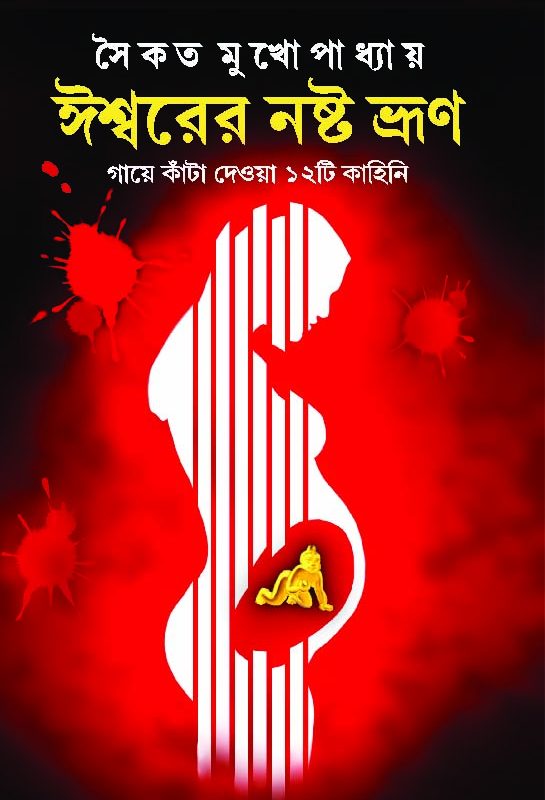 সৈকত মুখোপাধ্যায়
ঈশ্বরের নষ্ট ভ্রূণ
গায়ে কাঁটা দেওয়া ১২টি কাহিনি